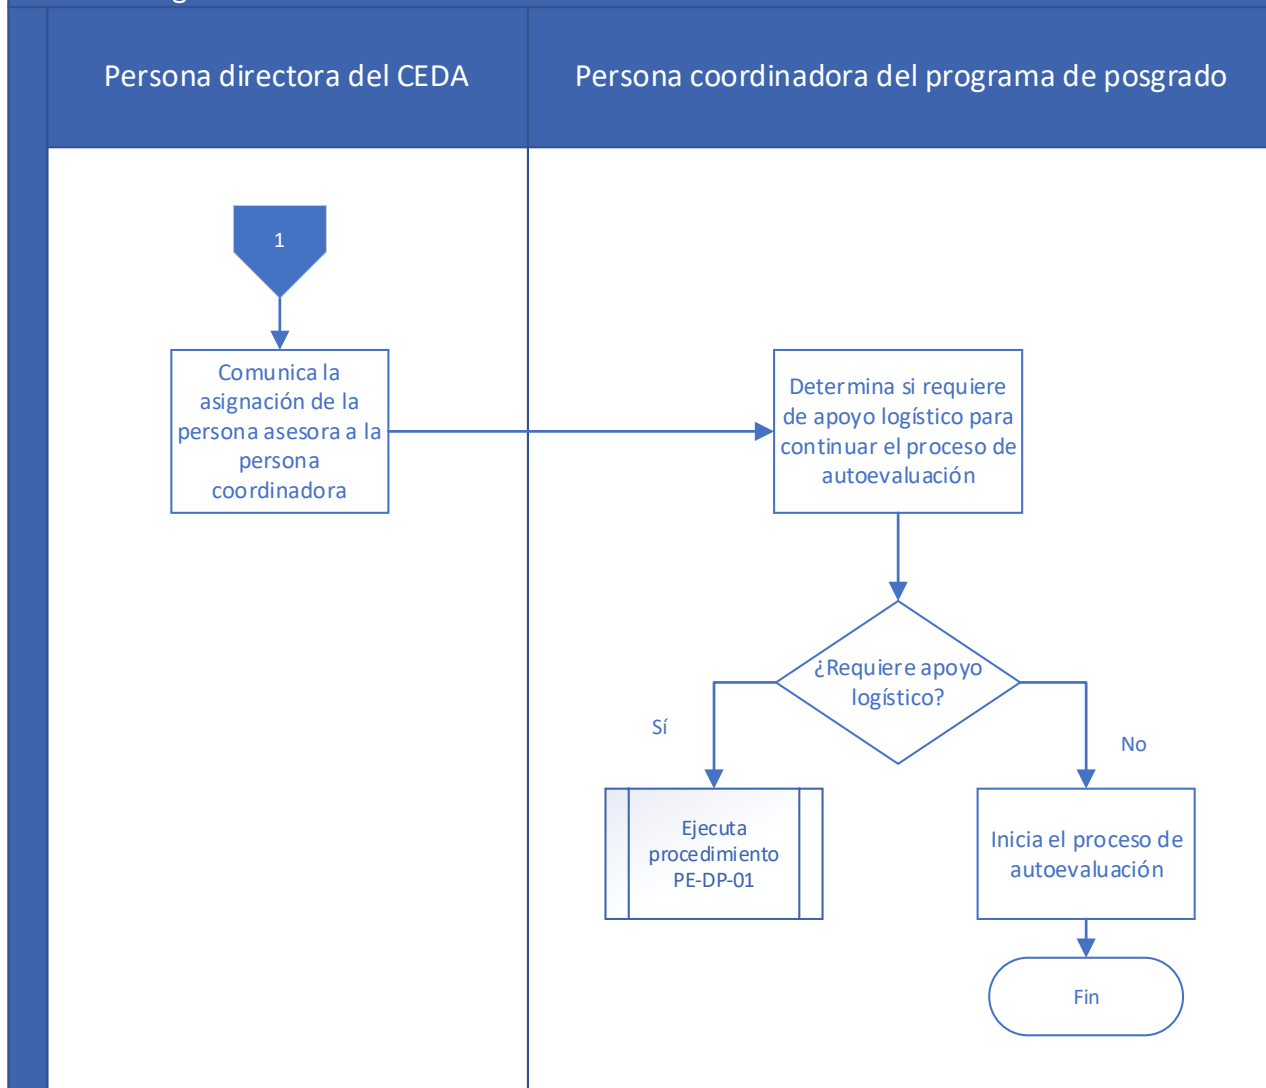 Persona directora del CEDA
Persona coordinadora del programa de posgrado
1
Comunica la
asignación de la
persona asesora a la
persona
coordinadora
Determina si requiere
de apoyo logístico para
continuar el proceso de
autoevaluación
¿Requiere apoyo
logístico?
Sí
No
Ejecuta
procedimiento
PE-DP-01
Inicia el proceso de
autoevaluación
Fin